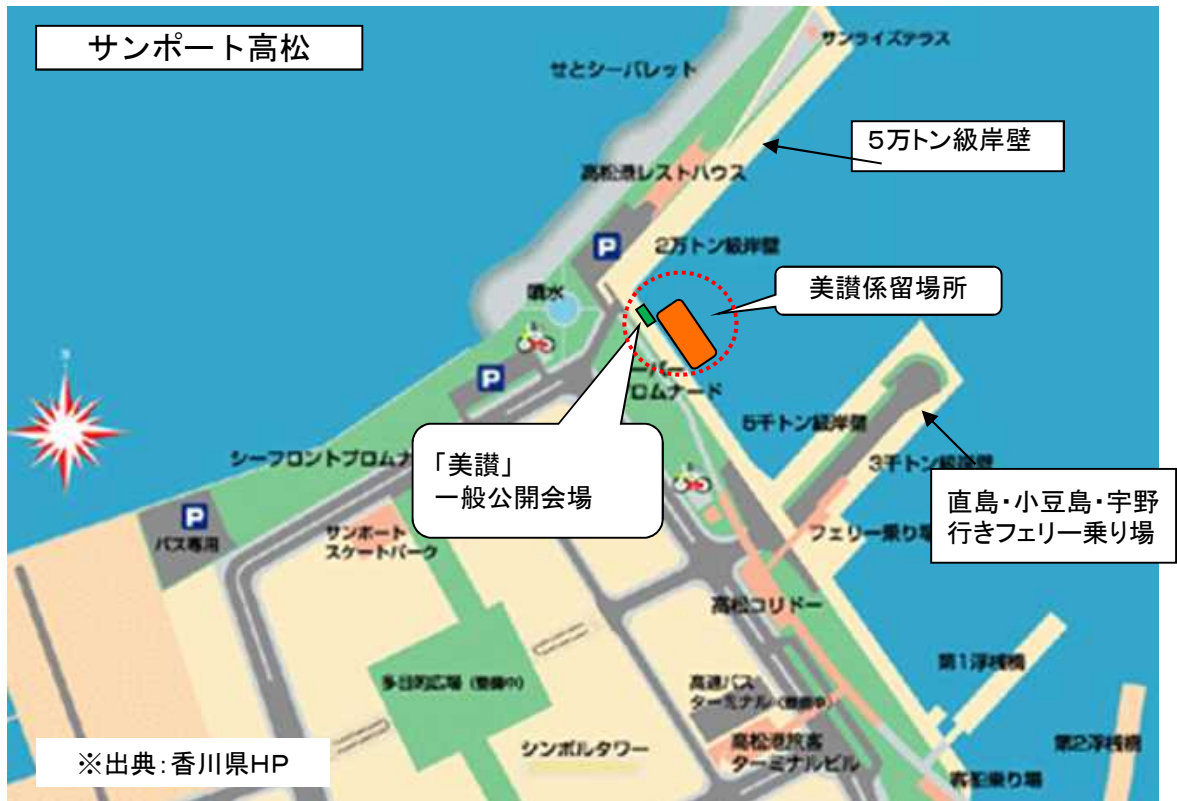 サンポート高松
サンライズテラス
せとシーパレット
5万トン級岸壁
高松港レストハウス
P
2万トン級岸壁
美讃係留場所
噴水
P
ーバー
ロムナード
5千トン級岸壁
3千トン級岸壁
シーフロントプロムナ
「美讃」
一般公開会場
直島・小豆島・宇野
行きフェリー乗り場
P
バス専用
サンポート
スケートパーク
フェリー乗り場
高松コリドー
第1浮桟橋
多目的広場（整備中）
高速バス
ターミナル（整備中）
第2浮桟橋
シンボルタワー
高松港旅客
ターミナルビル
客船乗り場
※出典：香川県HP